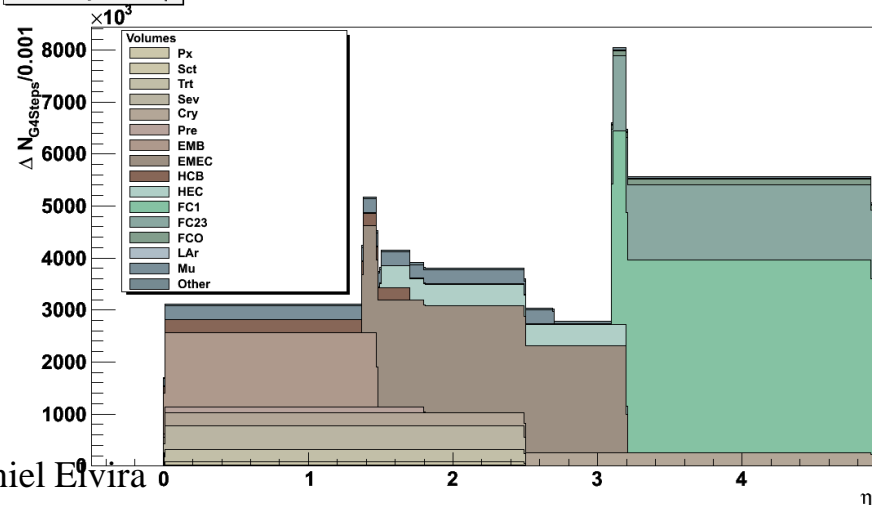 ×10³
Δ N_G4Steps/0.001
8000
7000
6000
5000
4000
3000
2000
1000
0
Volumes
Px
Sct
Trt
Sev
Cry
Pre
EMB
EMEC
HCB
HEC
FC1
FC23
FCO
LAr
Mu
Other
niel Elvira
0 1 2 3 4
η